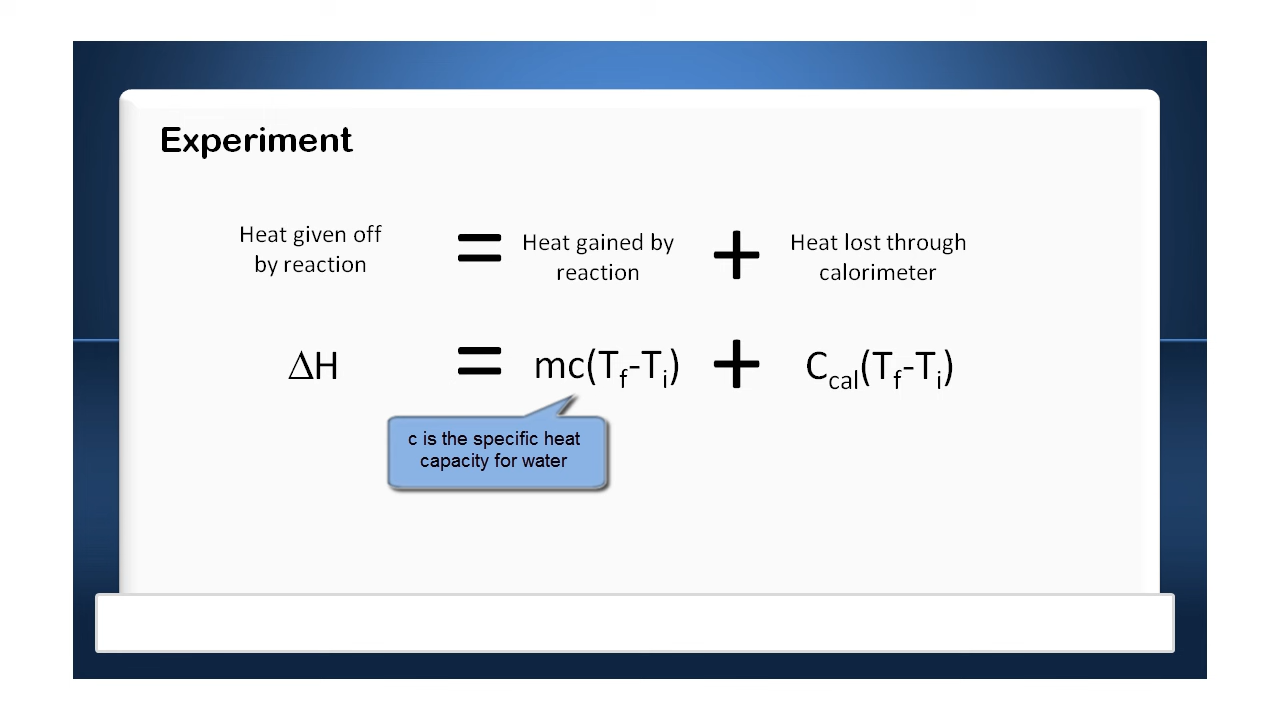 Experiment
Heat given off
by reaction
=
Heat gained by
reaction
+
Heat lost through
calorimeter
ΔH = mc(T_f-T_i) + C_cal(T_f-T_i)
c is the specific heat
capacity for water